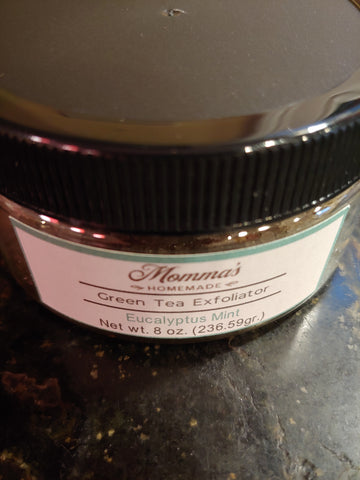 Momma's
HOMEMADE
Green Tea Exfoliator
Eucalyptus Mint
Net wt. 8 oz. (236.59gr.)